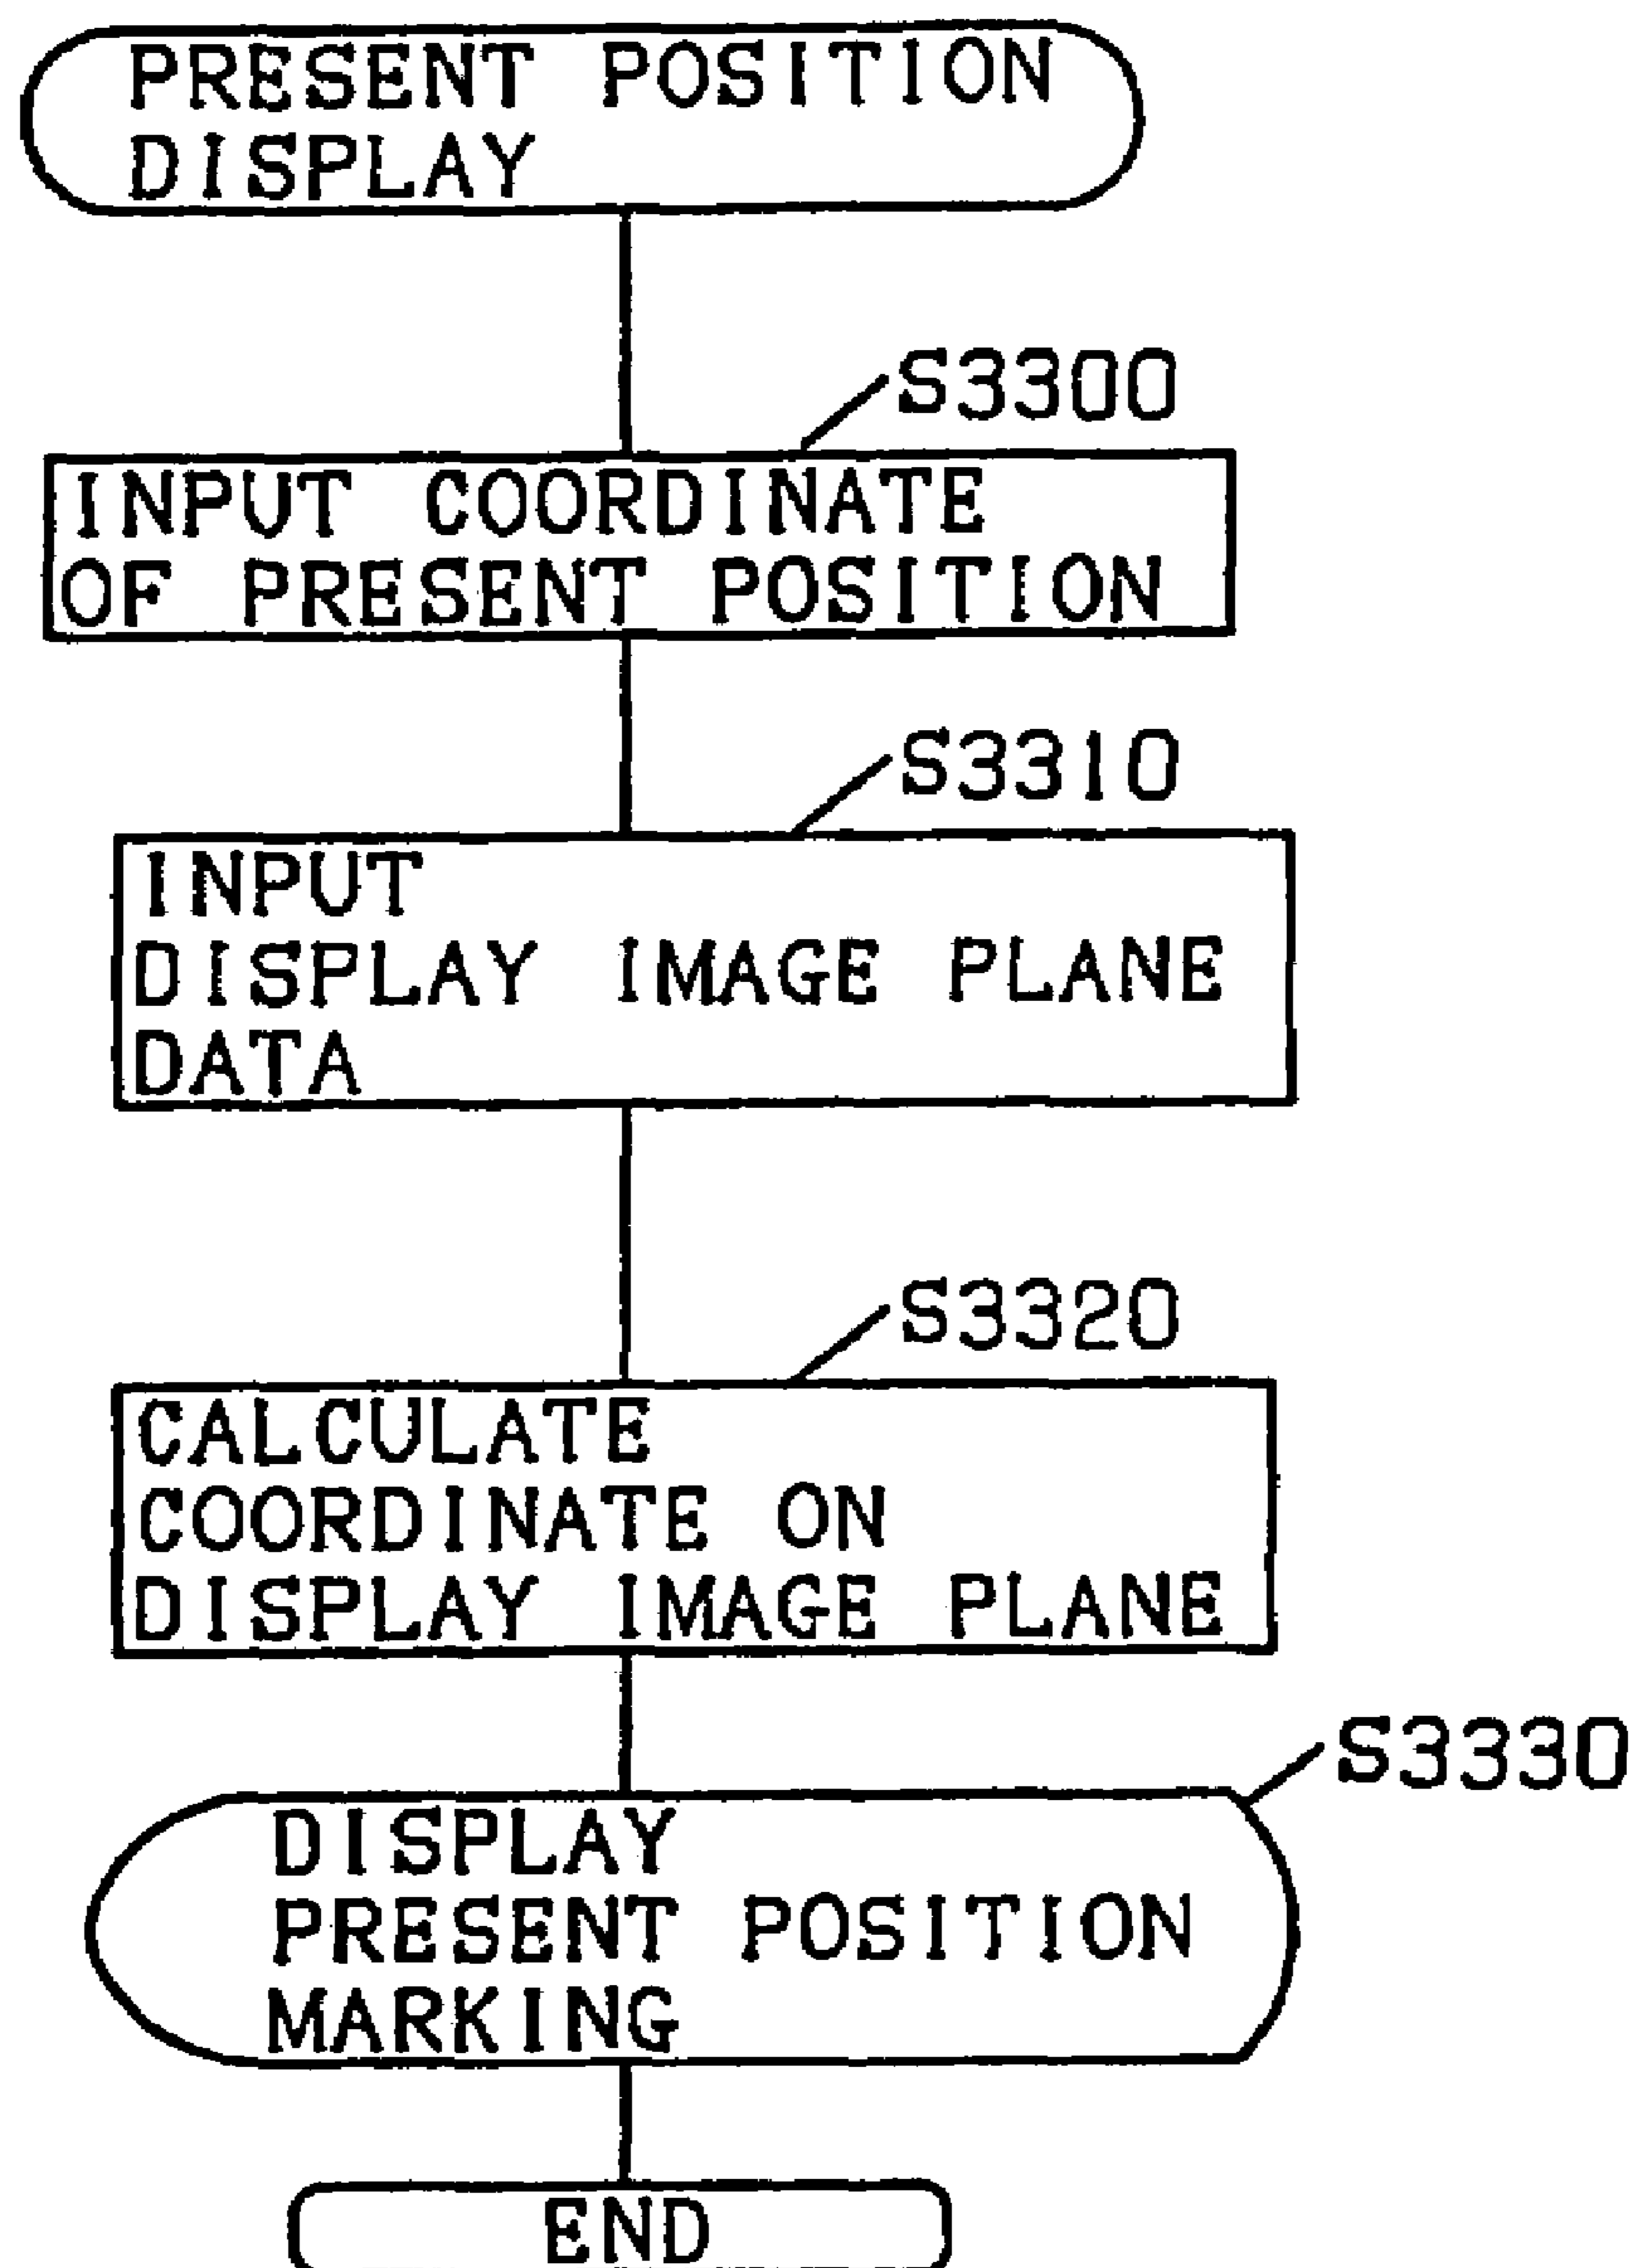 PRESENT POSITION
DISPLAY
S3300
INPUT COORDINATE
OF PRESENT POSITION
S3310
INPUT
DISPLAY IMAGE PLANE
DATA
S3320
CALCULATE
COORDINATE ON
DISPLAY IMAGE PLANE
S3330
DISPLAY
PRESENT POSITION
MARKING
END